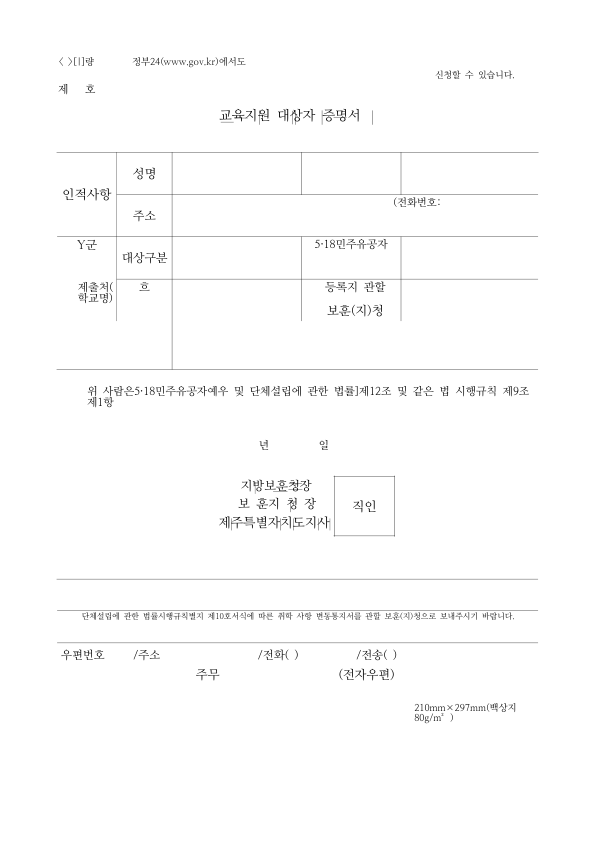 〈 〉[|]량 정부24(www.gov.kr)에서도
신청할 수 있습니다.
제 호
교육지원 대상자 증명서
인적사항 성명
주소 (전화번호:
Y군 대상구분 5·18민주유공자
제출처(
학교명) 흐 등록지 관할
보훈(지)청
위 사람은5·18민주유공자예우 및 단체설립에 관한 법률]제12조 및 같은 법 시행규칙 제9조
제1항
년 일
지방보훈청장
보 훈지 청 장
제주특별자치도지사
직인
단체설립에 관한 법률시행규칙별지 제10호서식에 따른 취학 사항 변동통지서를 관할 보훈(지)청으로 보내주시기 바랍니다.
우편번호 /주소 /전화( ) /전송( )
주무 (전자우편)
210mm×297mm(백상지
80g/㎡ )